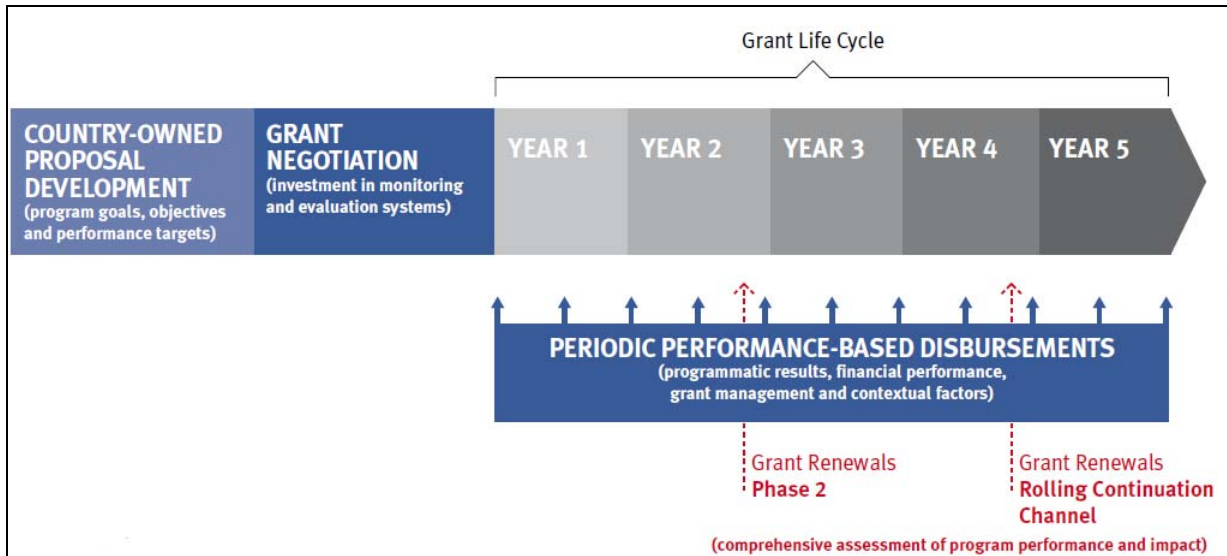 Grant Life Cycle
COUNTRY-OWNED
PROPOSAL
DEVELOPMENT
(program goals, objectives
and performance targets)
GRANT
NEGOTIATION
(investment in monitoring
and evaluation systems)
YEAR 1
YEAR 2
YEAR 3
YEAR 4
YEAR 5
PERIODIC PERFORMANCE-BASED DISBURSEMENTS
(programmatic results, financial performance,
grant management and contextual factors)
Grant Renewals
Phase 2
Grant Renewals
Rolling Continuation
Channel
(comprehensive assessment of program performance and impact)